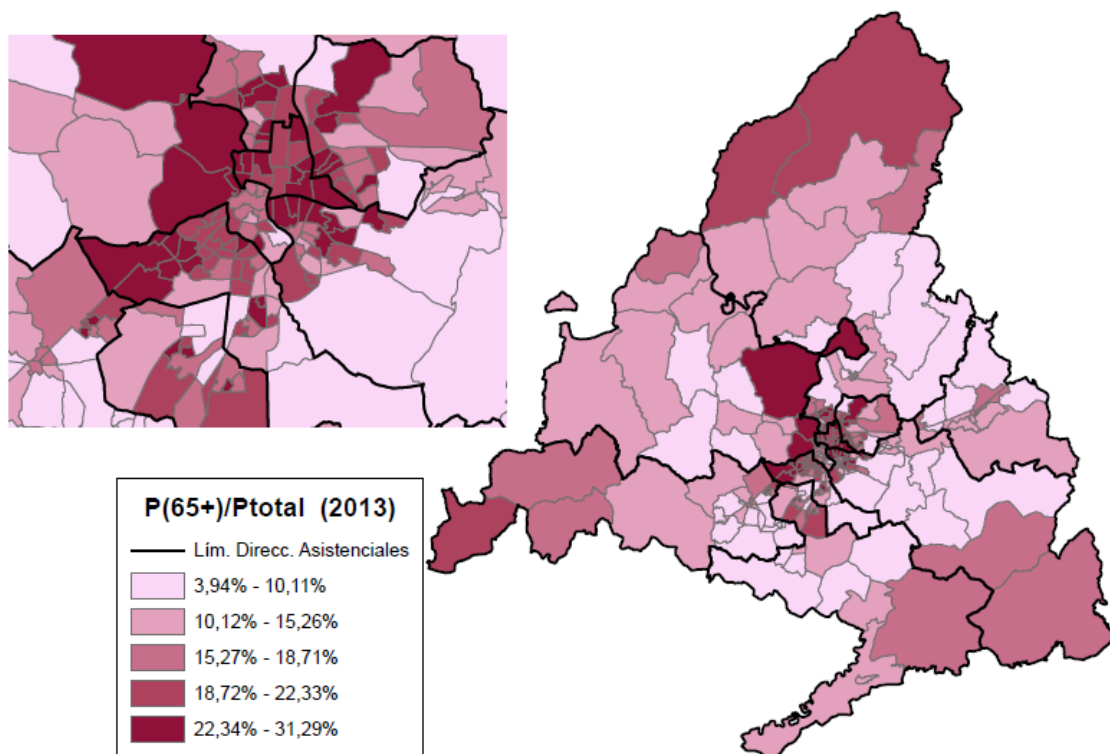 P(65+)/Ptotal (2013)
Lím. Direcc. Asistenciales
3,94% - 10,11%
10,12% - 15,26%
15,27% - 18,71%
18,72% - 22,33%
22,34% - 31,29%